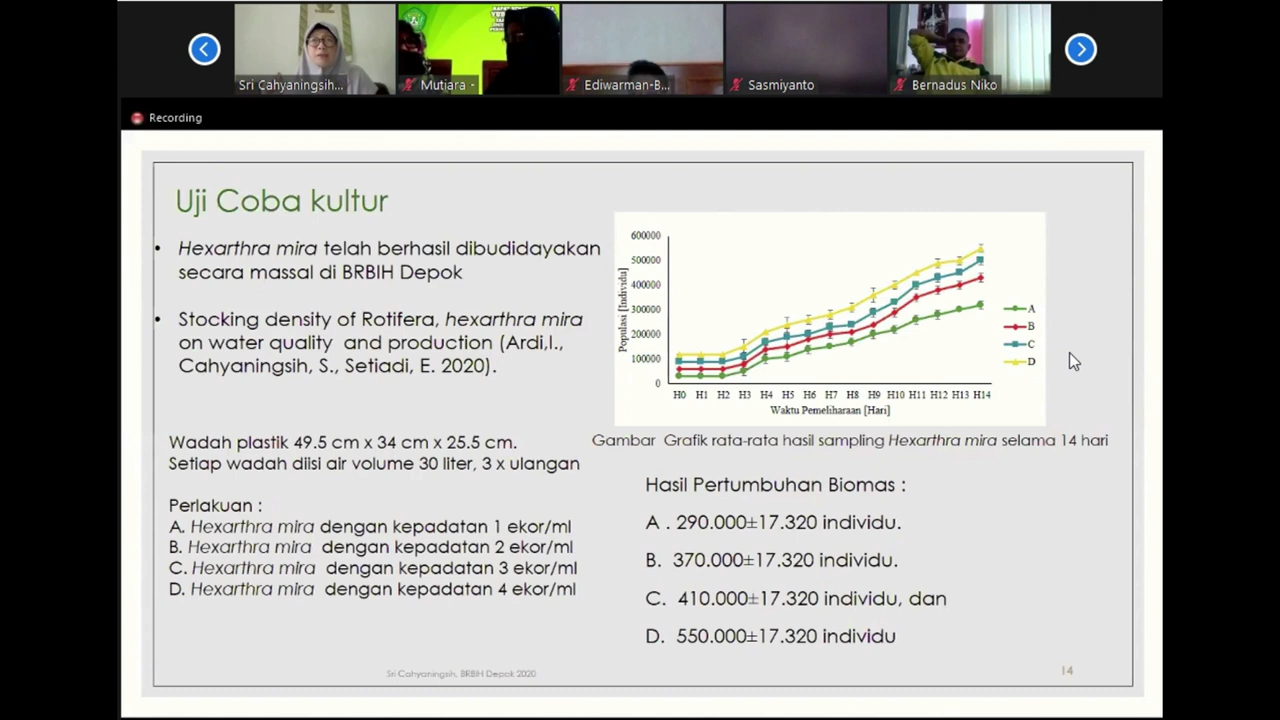 Sri Cahyaningsih...
Mutiara -
Ediwarman-B...
Sasmiyanto
Bernadus Niko
Recording
Uji Coba kultur
• Hexarthra mira telah berhasil dibudidayakan
secara massal di BRBIH Depok
• Stocking density of Rotifera, hexarthra mira
on water quality and production (Ardi,I.,
Cahyaningsih, S., Setiadi, E. 2020).
Wadah plastik 49.5 cm x 34 cm x 25.5 cm.
Setiap wadah diisi air volume 30 liter, 3 x ulangan
Perlakuan :
A. Hexarthra mira dengan kepadatan 1 ekor/ml
B. Hexarthra mira dengan kepadatan 2 ekor/ml
C. Hexarthra mira dengan kepadatan 3 ekor/ml
D. Hexarthra mira dengan kepadatan 4 ekor/ml
Populasi [Individu]
600000
500000
400000
300000
200000
100000
0
H0 H1 H2 H3 H4 H5 H6 H7 H8 H9 H10 H11 H12 H13 H14
Waktu Pemeliharaan [Hari]
A
B
C
D
Gambar Grafik rata-rata hasil sampling Hexarthra mira selama 14 hari
Hasil Pertumbuhan Biomas :
A . 290.000±17.320 individu.
B. 370.000±17.320 individu.
C. 410.000±17.320 individu, dan
D. 550.000±17.320 individu
Sri Cahyaningsih, BRBIH Depok 2020
14